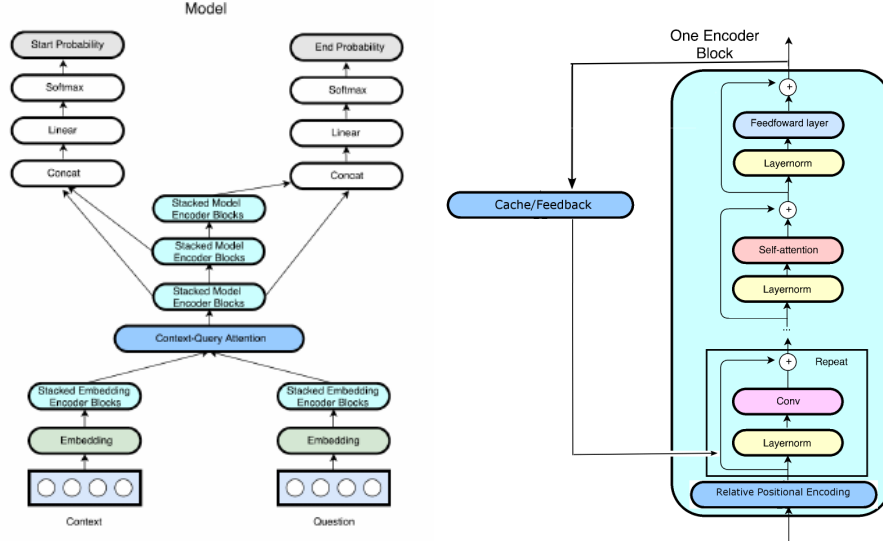 Model
Start Probability
End Probability
Softmax
Softmax
Linear
Linear
Concat
Concat
Stacked Model
Encoder Blocks
Stacked Model
Encoder Blocks
Stacked Model
Encoder Blocks
Context-Query Attention
Stacked Embedding
Encoder Blocks
Stacked Embedding
Encoder Blocks
Embedding
Embedding
Context
Question
One Encoder
Block
+
Feedfoward layer
Layernorm
Cache/Feedback
+
Self-attention
Layernorm
...
+
Repeat
Conv
Layernorm
Relative Positional Encoding